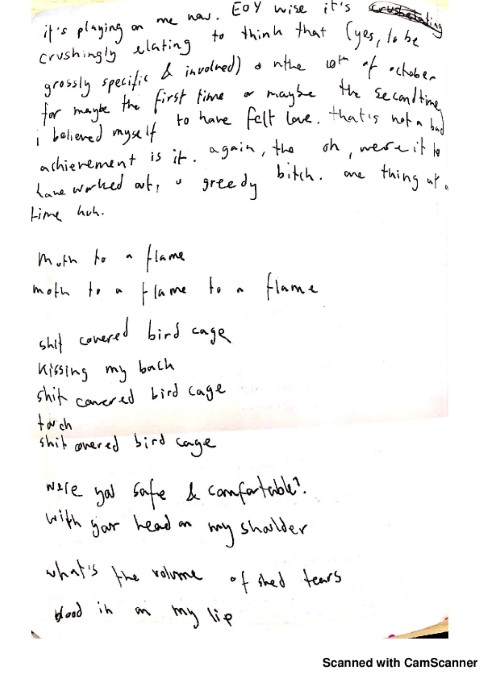 it's playing on me now. EOY wise it's
crushingly elating to think that (yes, to be
grossly specific & involved) on the 10th of october
for maybe the first time or maybe the second time
i believed myself to have felt love. that's not a bad
achievement is it. again, the oh, were it to
have worked out, u greedy bitch. one thing at a
time huh.
moth to a flame
moth to a flame to a flame
shit covered bird cage
kissing my back
shit covered bird cage
torch
shit covered bird cage
were you safe & comfortable?
with your head on my shoulder
what's the volume of shed tears
blood in on my lip
Scanned with CamScanner